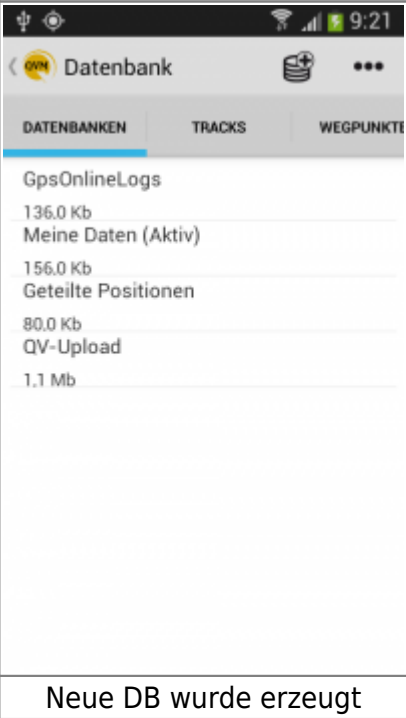 9:21
QVM Datenbank
DATENBANKEN TRACKS WEGPUNKTE
GpsOnlineLogs
136,0 Kb
Meine Daten (Aktiv)
156,0 Kb
Geteilte Positionen
80,0 Kb
QV-Upload
1,1 Mb
Neue DB wurde erzeugt